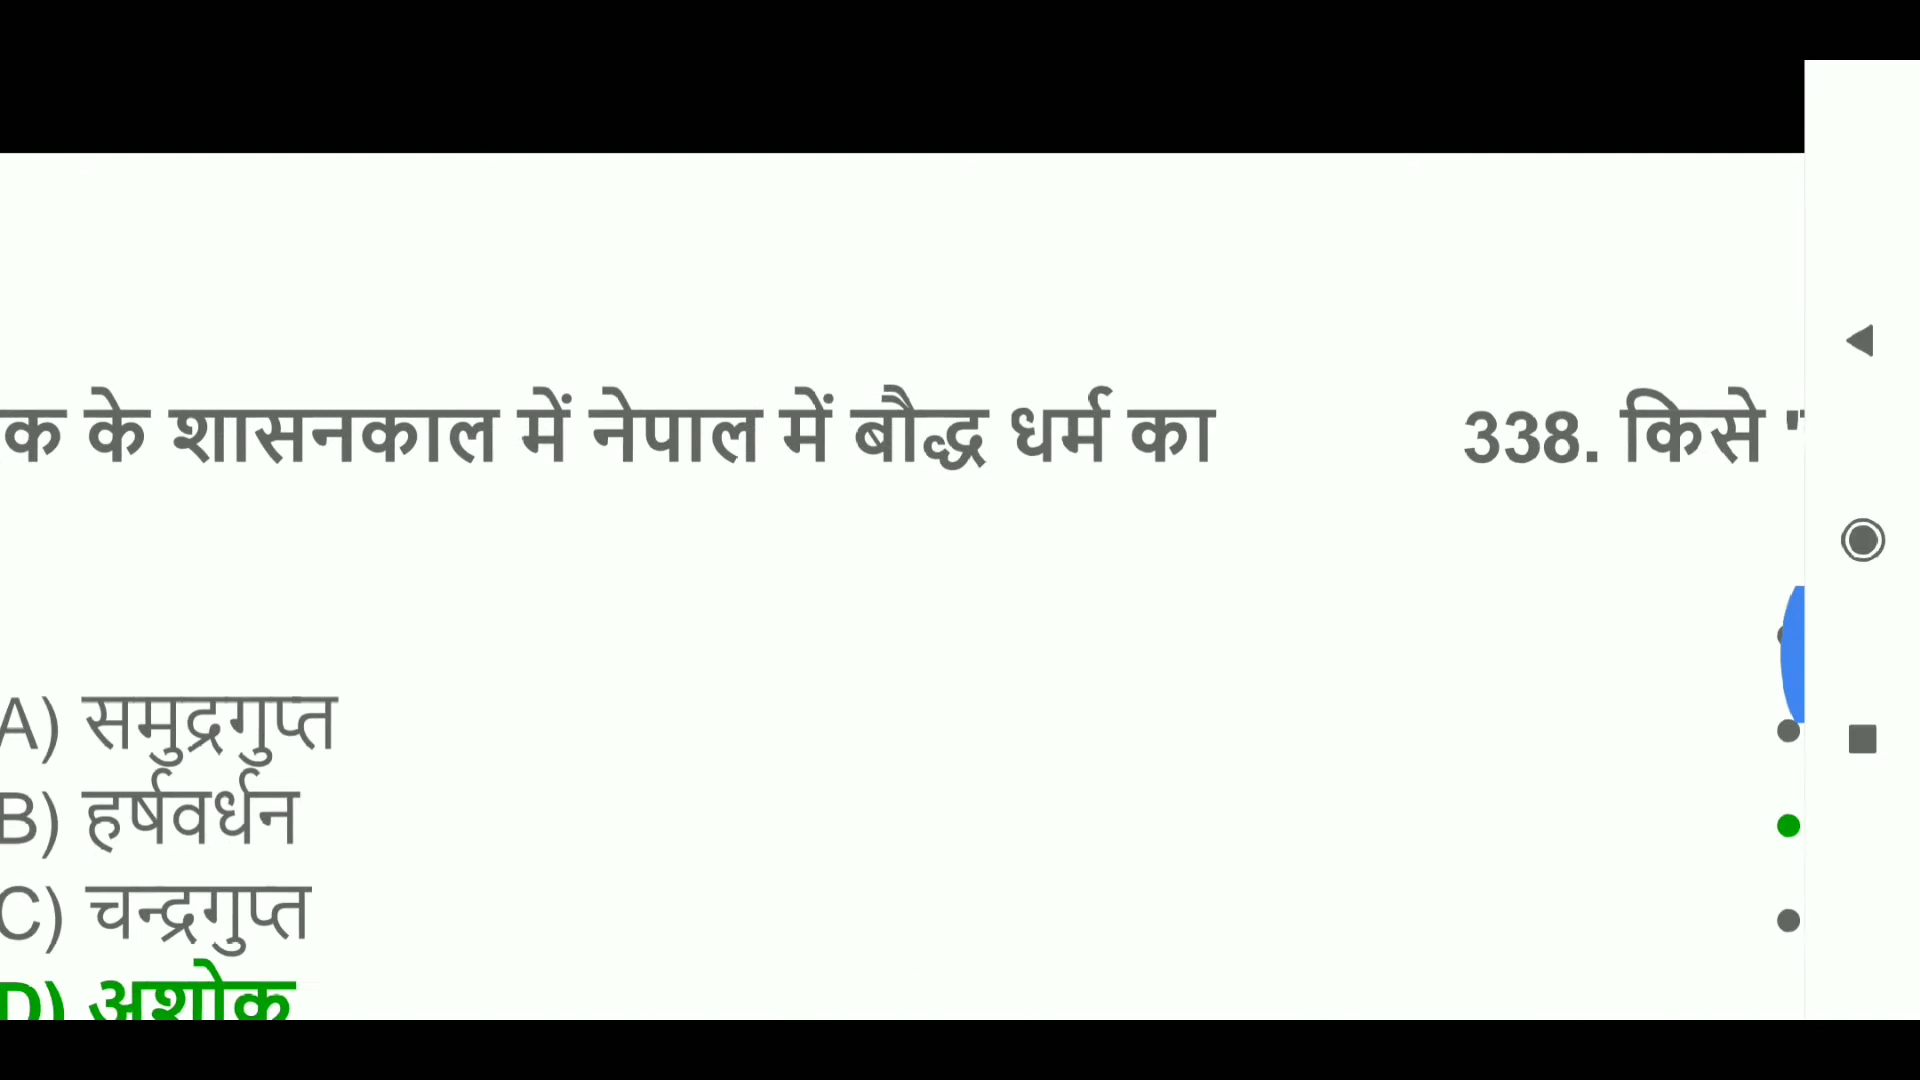 क के शासनकाल में नेपाल में बौद्ध धर्म का
338. किसे "
A) समुद्रगुप्त
B) हर्षवर्धन
C) चन्द्रगुप्त
D) अशोक